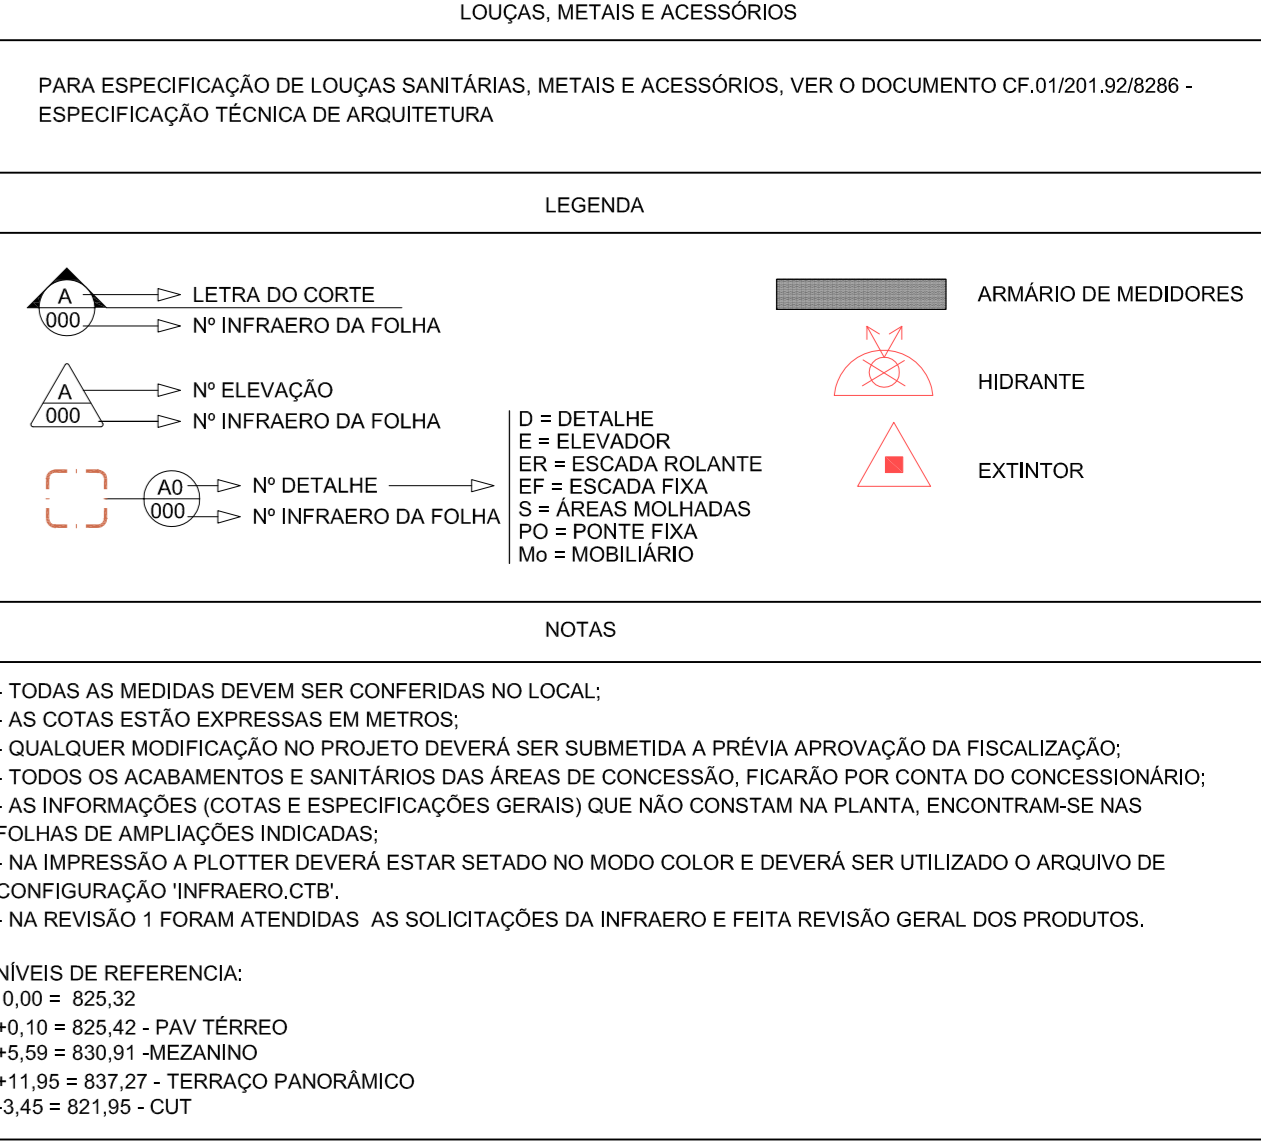 LOUÇAS, METAIS E ACESSÓRIOS
PARA ESPECIFICAÇÃO DE LOUÇAS SANITÁRIAS, METAIS E ACESSÓRIOS, VER O DOCUMENTO CF.01/201.92/8286 -
ESPECIFICAÇÃO TÉCNICA DE ARQUITETURA
LEGENDA
A
LETRA DO CORTE
000
Nº INFRAERO DA FOLHA
A
Nº ELEVAÇÃO
000
Nº INFRAERO DA FOLHA
A0
Nº DETALHE
000
Nº INFRAERO DA FOLHA
D = DETALHE
E = ELEVADOR
ER = ESCADA ROLANTE
EF = ESCADA FIXA
S = ÁREAS MOLHADAS
PO = PONTE FIXA
Mo = MOBILIÁRIO
ARMÁRIO DE MEDIDORES
HIDRANTE
EXTINTOR
NOTAS
- TODAS AS MEDIDAS DEVEM SER CONFERIDAS NO LOCAL;
- AS COTAS ESTÃO EXPRESSAS EM METROS;
- QUALQUER MODIFICAÇÃO NO PROJETO DEVERÁ SER SUBMETIDA A PRÉVIA APROVAÇÃO DA FISCALIZAÇÃO;
- TODOS OS ACABAMENTOS E SANITÁRIOS DAS ÁREAS DE CONCESSÃO, FICARÃO POR CONTA DO CONCESSIONÁRIO;
- AS INFORMAÇÕES (COTAS E ESPECIFICAÇÕES GERAIS) QUE NÃO CONSTAM NA PLANTA, ENCONTRAM-SE NAS
FOLHAS DE AMPLIAÇÕES INDICADAS;
- NA IMPRESSÃO A PLOTTER DEVERÁ ESTAR SETADO NO MODO COLOR E DEVERÁ SER UTILIZADO O ARQUIVO DE
CONFIGURAÇÃO 'INFRAERO.CTB'.
- NA REVISÃO 1 FORAM ATENDIDAS AS SOLICITAÇÕES DA INFRAERO E FEITA REVISÃO GERAL DOS PRODUTOS.
NÍVEIS DE REFERENCIA:
0,00 = 825,32
+0,10 = 825,42 - PAV TÉRREO
+5,59 = 830,91 -MEZANINO
+11,95 = 837,27 - TERRAÇO PANORÂMICO
-3,45 = 821,95 - CUT